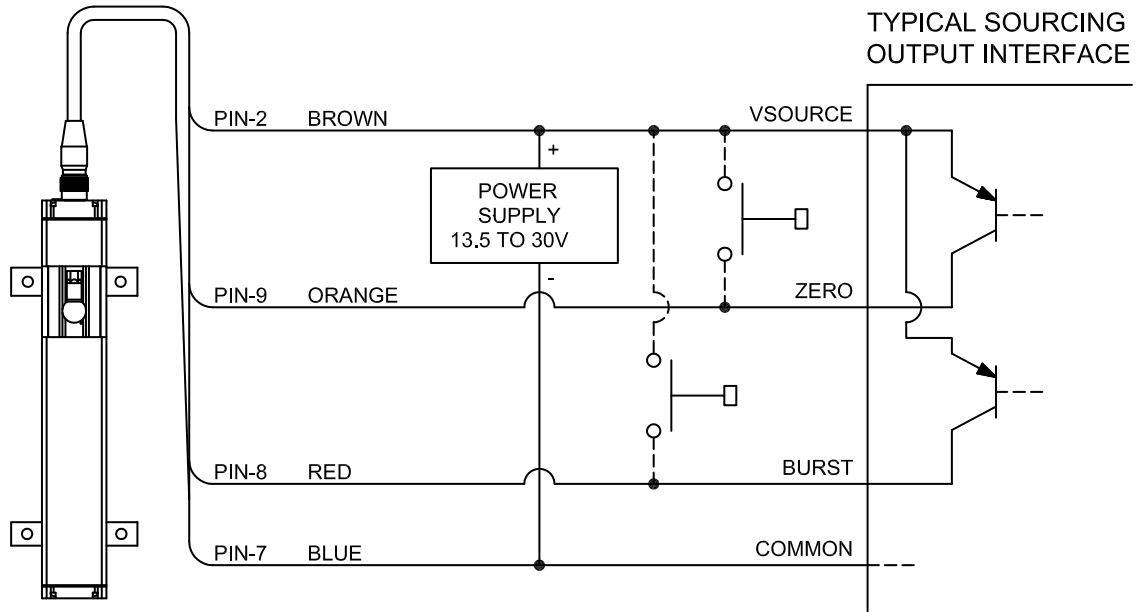 TYPICAL SOURCING
OUTPUT INTERFACE
PIN-2 BROWN VSOURCE
+
POWER
SUPPLY
13.5 TO 30V
-
PIN-9 ORANGE ZERO
PIN-8 RED BURST
PIN-7 BLUE COMMON